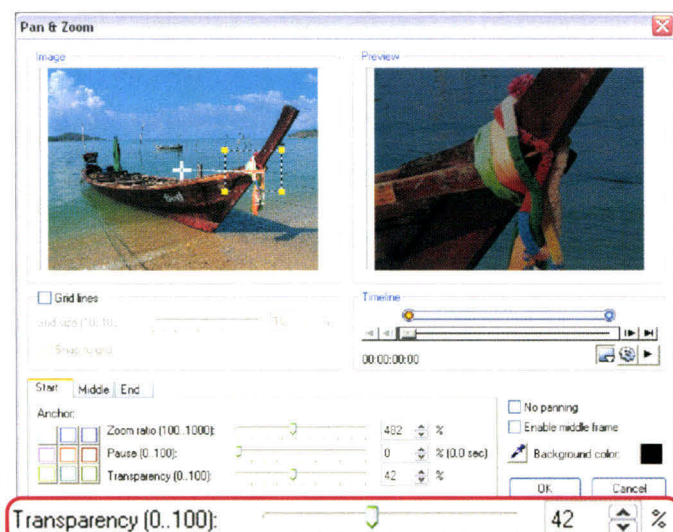 Pan & Zoom
Image
Preview
Grid lines
Timeline
00:00:00:00
Start Middle End
Anchor:
Zoom ratio (100..1000): 482 %
Pause (0..100): 0 % (0.0 sec)
Transparency (0..100): 42 %
No panning
Enable middle frame
Background color:
OK Cancel
Transparency (0..100): 42 %